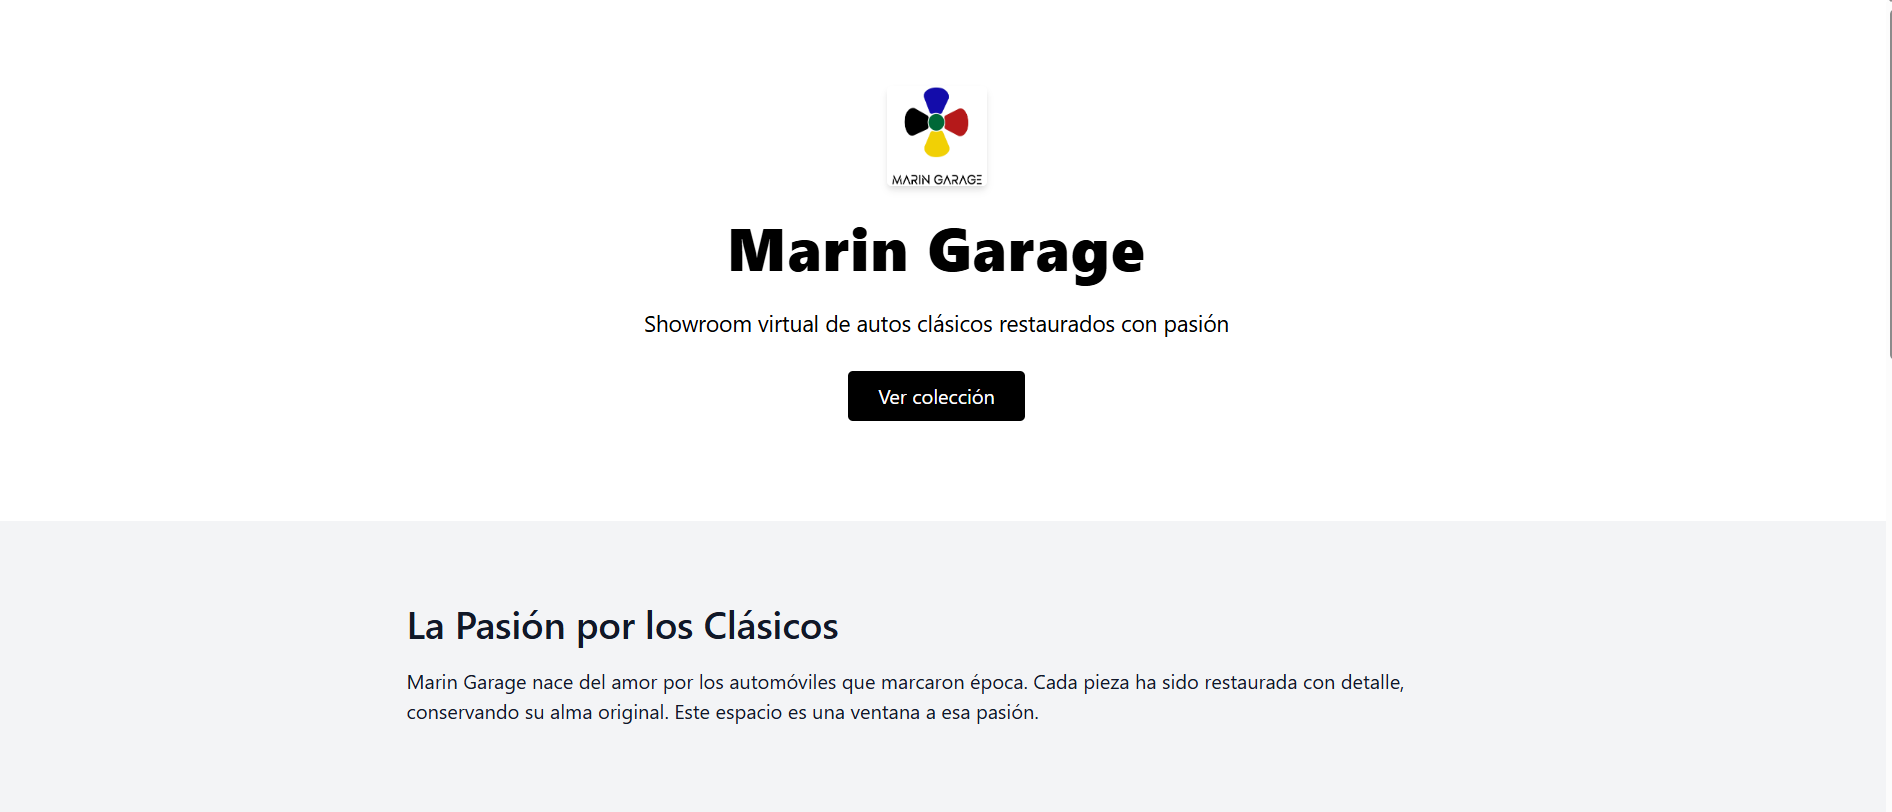 MARIN GARAGE
Marin Garage
Showroom virtual de autos clásicos restaurados con pasión
Ver colección
La Pasión por los Clásicos
Marin Garage nace del amor por los automóviles que marcaron época. Cada pieza ha sido restaurada con detalle,
conservando su alma original. Este espacio es una ventana a esa pasión.